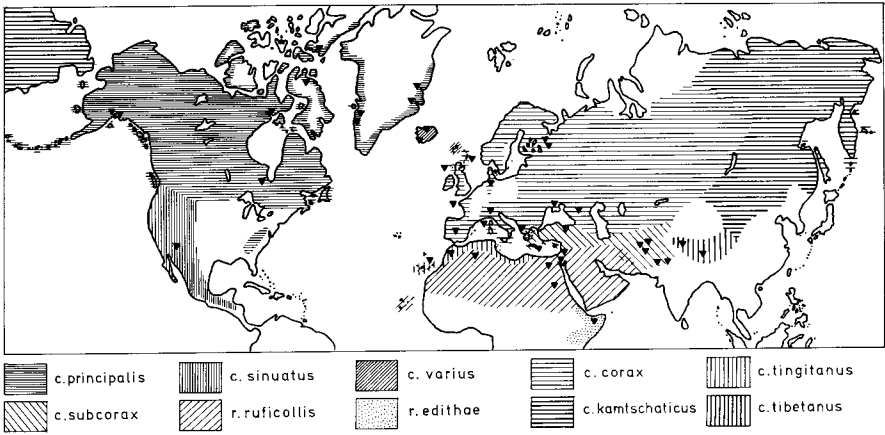 c.principalis c. sinuatus c. varius c. corax c.tingitanus
c.subcorax r. ruficollis r. edithae c. kamtschaticus c.tibetanus